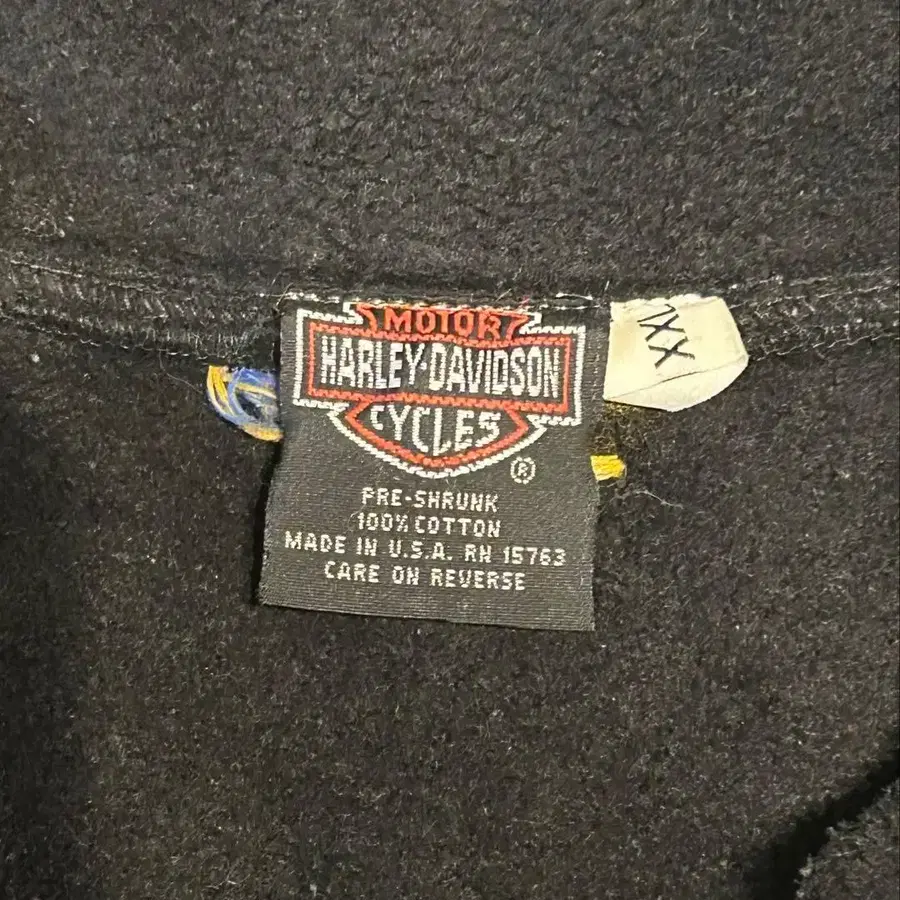 MOTOR
HARLEY-DAVIDSON
CYCLES
®
PRE-SHRUNK
100% COTTON
MADE IN U.S.A. RN 15763
CARE ON REVERSE
XXL